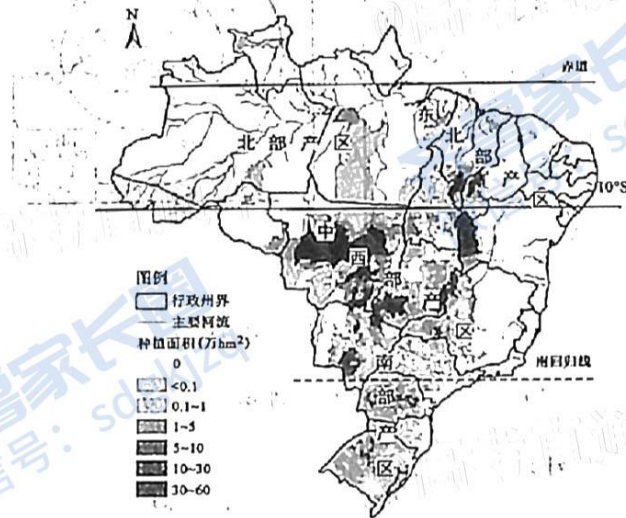 N
赤道
北部产区
东北部产区
10°S
中西部产区
南部产区
南回归线
图例
行政州界
主要河流
种植面积(万hm²)
0
<0.1
0.1~1
1~5
5~10
10~30
30~60
家长圈